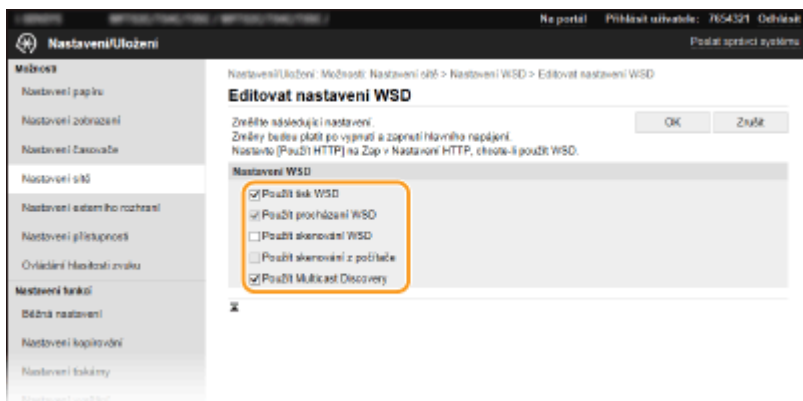 Na portál Přihlásit uživatele: 7654321 Odhlásit
Nastavení/Uložení
Poslat správci systému
Možnosti
Nastavení papíru
Nastavení zobrazení
Nastavení časovače
Nastavení sítě
Nastavení externího rozhraní
Nastavení přístupnosti
Ovládání hlasitosti zvuku
Nastavení funkcí
Běžná nastavení
Nastavení kopírování
Nastavení tiskárny
Nastavení/Uložení: Možnosti: Nastavení sítě > Nastavení WSD > Editovat nastavení WSD
Editovat nastavení WSD
Změňte následující nastavení.
Změny budou platit po vypnutí a zapnutí hlavního napájení.
Nastavte [Použít HTTP] na Zap v Nastavení HTTP, chcete-li použít WSD.
OK Zrušit
Nastavení WSD
Použít tisk WSD
Použít procházení WSD
Použít skenování WSD
Použít skenování z počítače
Použít Multicast Discovery